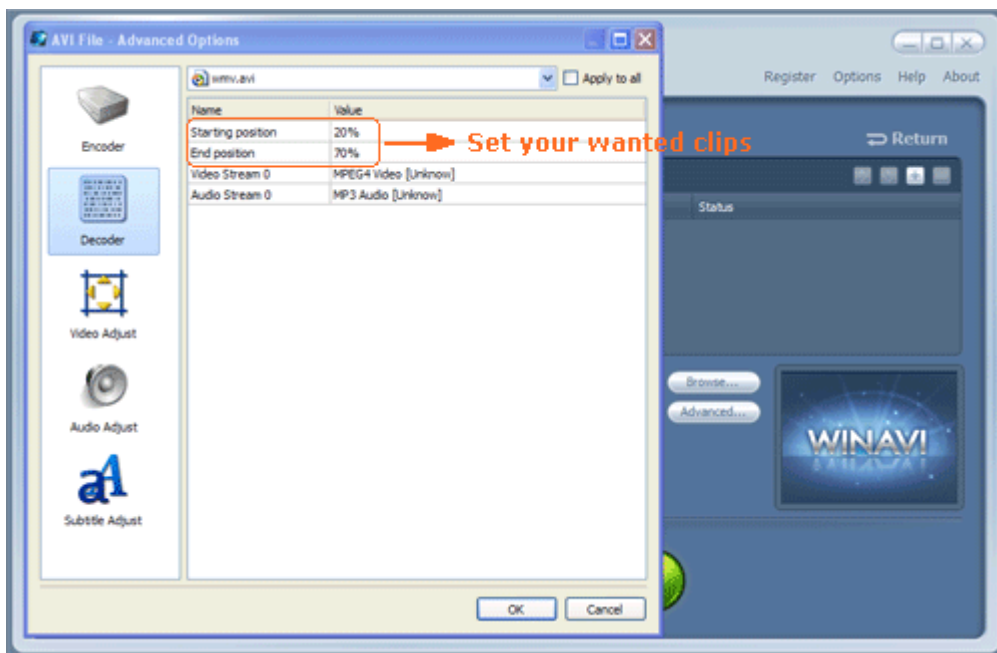 AVI File - Advanced Options
wmv.avi
Apply to all
Register Options Help About
Name Value
Starting position 20%
End position 70%
Video Stream 0 MPEG4 Video [Unknow]
Audio Stream 0 MP3 Audio [Unknow]
Set your wanted clips
Return
Status
Encoder
Decoder
Video Adjust
Audio Adjust
Subtitle Adjust
Browse...
Advanced...
WINAVI
OK Cancel